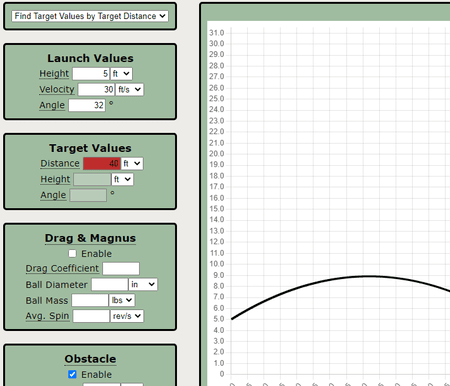 Find Target Values by Target Distance
Launch Values
Height 5 ft
Velocity 30 ft/s
Angle 32 °
Target Values
Distance 40 ft
Height ft
Angle °
Drag & Magnus
Enable
Drag Coefficient
Ball Diameter in
Ball Mass lbs
Avg. Spin rev/s
Obstacle
Enable
31.0
30.0
29.0
28.0
27.0
26.0
25.0
24.0
23.0
22.0
21.0
20.0
19.0
18.0
17.0
16.0
15.0
14.0
13.0
12.0
11.0
10.0
9.0
8.0
7.0
6.0
5.0
4.0
3.0
2.0
1.0
0